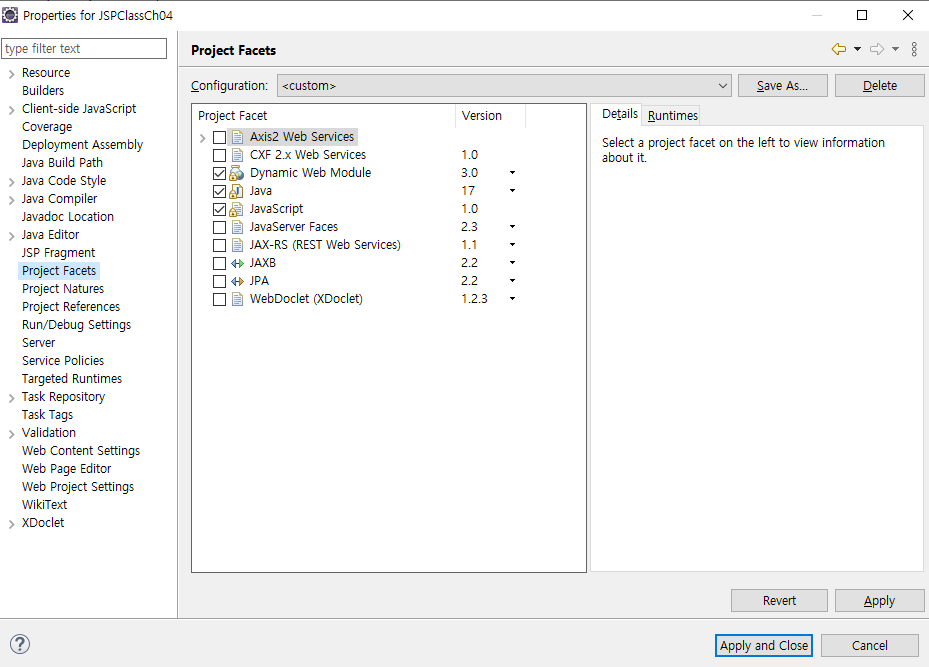 Properties for JSPClassCh04
type filter text
Resource
Builders
Client-side JavaScript
Coverage
Deployment Assembly
Java Build Path
Java Code Style
Java Compiler
Javadoc Location
Java Editor
JSP Fragment
Project Facets
Project Natures
Project References
Run/Debug Settings
Server
Service Policies
Targeted Runtimes
Task Repository
Task Tags
Validation
Web Content Settings
Web Page Editor
Web Project Settings
WikiText
XDoclet
Project Facets
Configuration: <custom> Save As... Delete
Project Facet Version
Axis2 Web Services
CXF 2.x Web Services 1.0
Dynamic Web Module 3.0
Java 17
JavaScript 1.0
JavaServer Faces 2.3
JAX-RS (REST Web Services) 1.1
JAXB 2.2
JPA 2.2
WebDoclet (XDoclet) 1.2.3
Details Runtimes
Select a project facet on the left to view information
about it.
Revert Apply
? Apply and Close Cancel